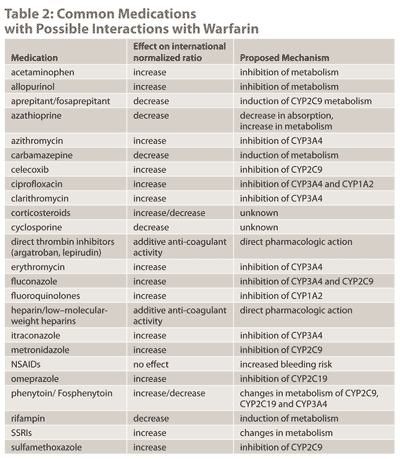 Table 2: Common Medications
with Possible Interactions with Warfarin
Medication Effect on international normalized ratio Proposed Mechanism
acetaminophen increase inhibition of metabolism
allopurinol increase inhibition of metabolism
aprepitant/fosaprepitant decrease induction of CYP2C9 metabolism
azathioprine decrease decrease in absorption, increase in metabolism
azithromycin increase inhibition of CYP3A4
carbamazepine decrease induction of metabolism
celecoxib increase inhibition of CYP2C9
ciprofloxacin increase inhibition of CYP3A4 and CYP1A2
clarithromycin increase inhibition of CYP3A4
corticosteroids increase/decrease unknown
cyclosporine decrease unknown
direct thrombin inhibitors (argatroban, lepirudin) additive anti-coagulant activity direct pharmacologic action
erythromycin increase inhibition of CYP3A4
fluconazole increase inhibition of CYP3A4 and CYP2C9
fluoroquinolones increase inhibition of CYP1A2
heparin/low–molecular-weight heparins additive anti-coagulant activity direct pharmacologic action
itraconazole increase inhibition of CYP3A4
metronidazole increase inhibition of CYP2C9
NSAIDs no effect increased bleeding risk
omeprazole increase inhibition of CYP2C19
phenytoin/ Fosphenytoin increase/decrease changes in metabolism of CYP2C9, CYP2C19 and CYP3A4
rifampin decrease induction of metabolism
SSRIs increase changes in metabolism
sulfamethoxazole increase inhibition of CYP2C9